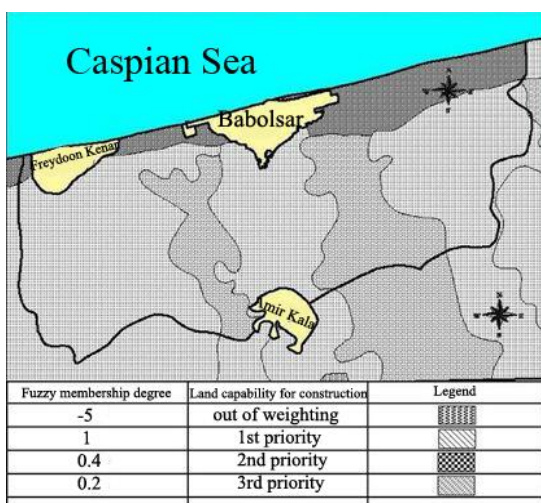 Caspian Sea
Babolsar
Freydoon Kenar
Amir Kala
Fuzzy membership degree Land capability for construction Legend
-5 out of weighting
1 1st priority
0.4 2nd priority
0.2 3rd priority